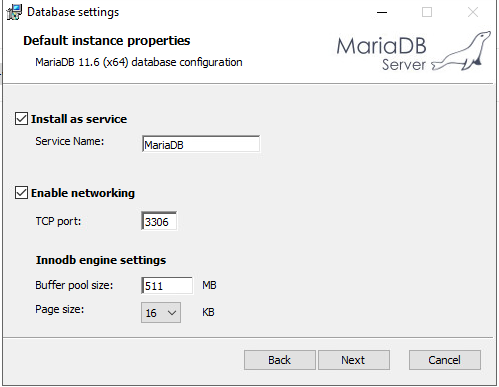 Database settings
Default instance properties
MariaDB 11.6 (x64) database configuration
MariaDB
Server
Install as service
Service Name: MariaDB
Enable networking
TCP port: 3306
Innodb engine settings
Buffer pool size: 511 MB
Page size: 16 KB
Back Next Cancel